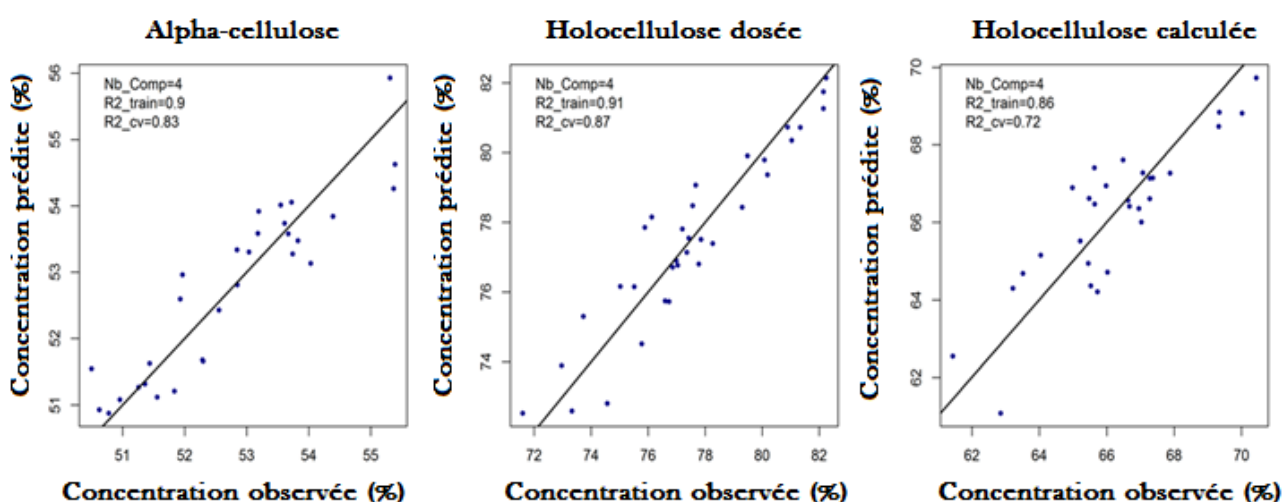 Alpha-cellulose
Concentration prédite (%)
Nb_Comp=4
R2_train=0.9
R2_cv=0.83
56
55
54
53
52
51
51 52 53 54 55
Concentration observée (%)
Holocellulose dosée
Concentration prédite (%)
Nb_Comp=4
R2_train=0.91
R2_cv=0.87
82
80
78
76
74
72 74 76 78 80 82
Concentration observée (%)
Holocellulose calculée
Concentration prédite (%)
Nb_Comp=4
R2_train=0.86
R2_cv=0.72
70
68
66
64
62
62 64 66 68 70
Concentration observée (%)